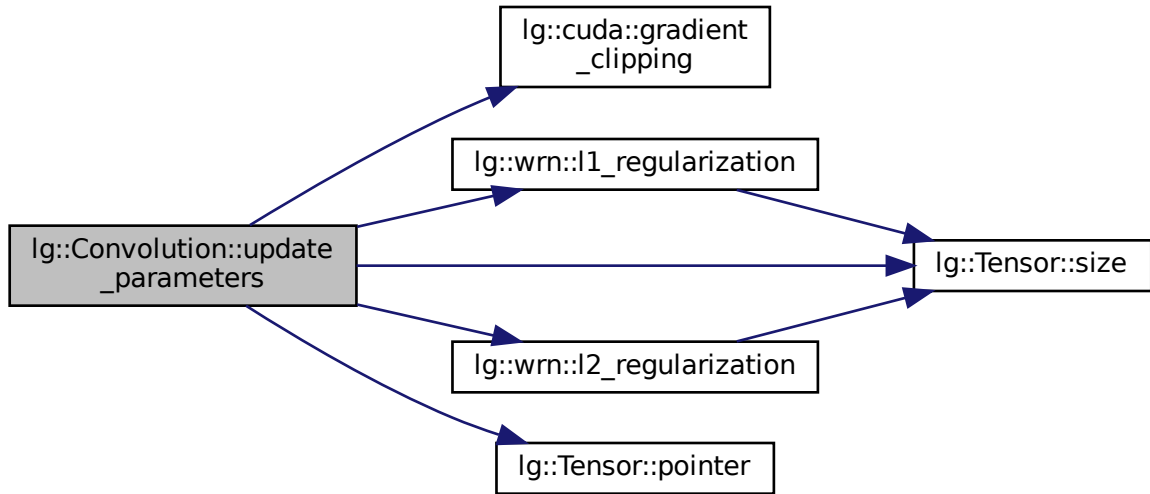 lg::cuda::gradient
_clipping
lg::wrn::l1_regularization
lg::Convolution::update
_parameters
lg::Tensor::size
lg::wrn::l2_regularization
lg::Tensor::pointer